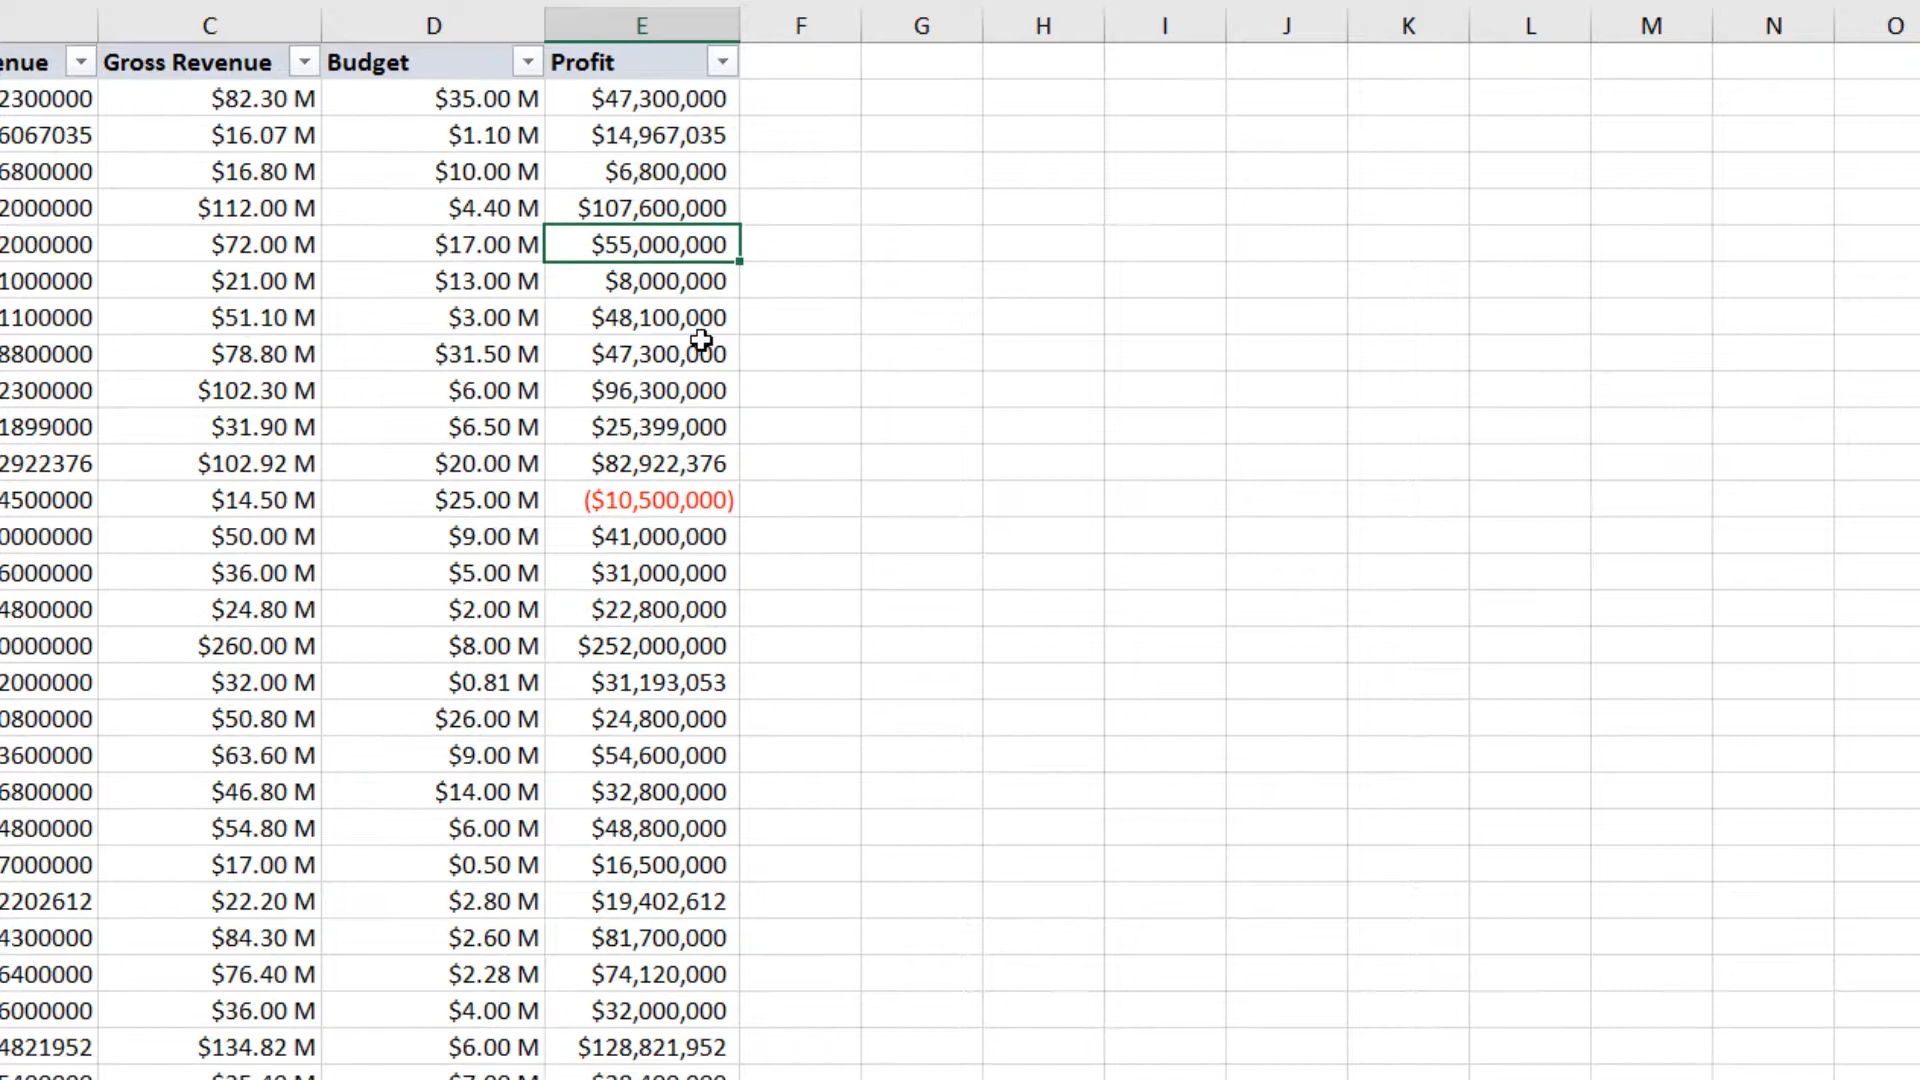 C D E F G H I J K L M N O
enue Gross Revenue Budget Profit
2300000 $82.30 M $35.00 M $47,300,000
6067035 $16.07 M $1.10 M $14,967,035
6800000 $16.80 M $10.00 M $6,800,000
2000000 $112.00 M $4.40 M $107,600,000
2000000 $72.00 M $17.00 M $55,000,000
1000000 $21.00 M $13.00 M $8,000,000
1100000 $51.10 M $3.00 M $48,100,000
8800000 $78.80 M $31.50 M $47,300,000
2300000 $102.30 M $6.00 M $96,300,000
1899000 $31.90 M $6.50 M $25,399,000
2922376 $102.92 M $20.00 M $82,922,376
4500000 $14.50 M $25.00 M ($10,500,000)
0000000 $50.00 M $9.00 M $41,000,000
6000000 $36.00 M $5.00 M $31,000,000
4800000 $24.80 M $2.00 M $22,800,000
0000000 $260.00 M $8.00 M $252,000,000
2000000 $32.00 M $0.81 M $31,193,053
0800000 $50.80 M $26.00 M $24,800,000
3600000 $63.60 M $9.00 M $54,600,000
6800000 $46.80 M $14.00 M $32,800,000
4800000 $54.80 M $6.00 M $48,800,000
7000000 $17.00 M $0.50 M $16,500,000
2202612 $22.20 M $2.80 M $19,402,612
4300000 $84.30 M $2.60 M $81,700,000
6400000 $76.40 M $2.28 M $74,120,000
6000000 $36.00 M $4.00 M $32,000,000
4821952 $134.82 M $6.00 M $128,821,952